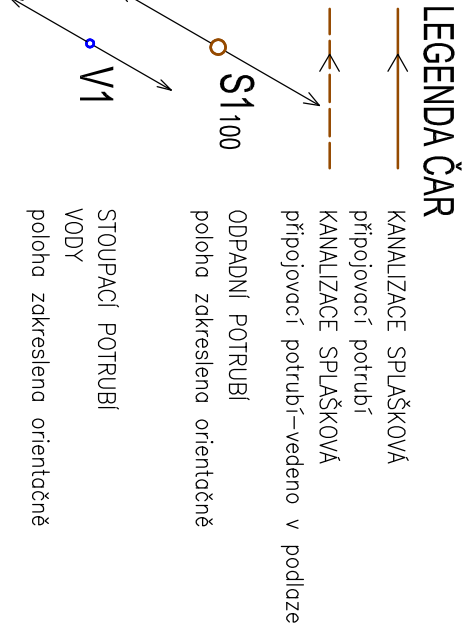 LEGENDA ČAR
KANALIZACE SPLAŠKOVÁ
připojovací potrubí
KANALIZACE SPLAŠKOVÁ
připojovací potrubí-vedeno v podlaze
S1100
ODPADNÍ POTRUBÍ
poloha zakreslena orientačně
V1
STOUPACÍ POTRUBÍ
VODY
poloha zakreslena orientačně